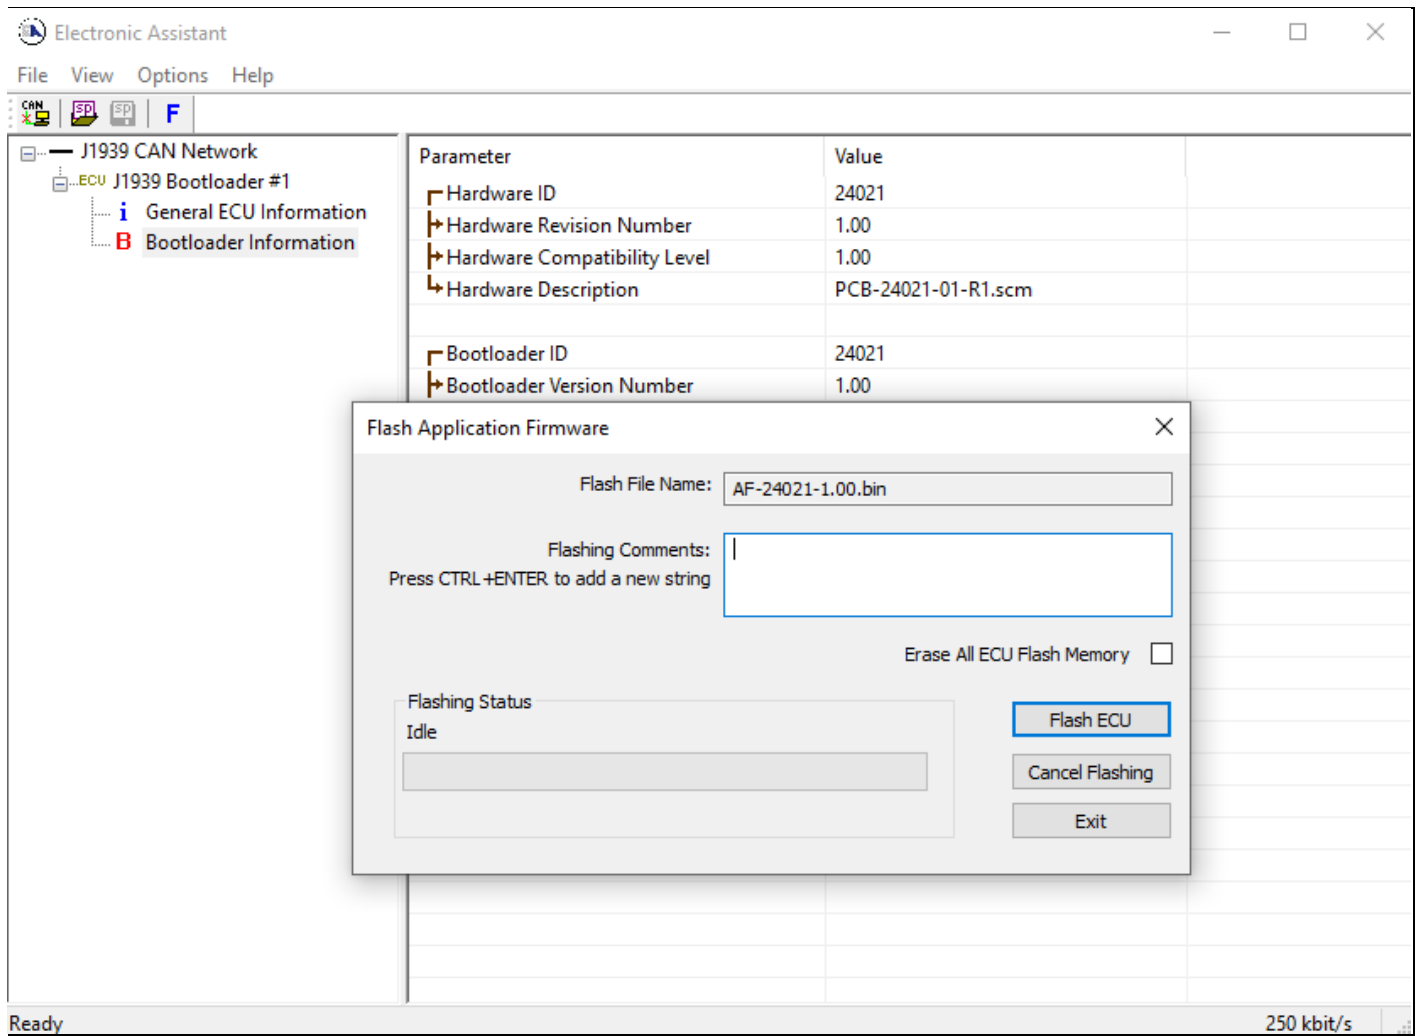 Electronic Assistant
File View Options Help
CAN SP SP F
J1939 CAN Network
ECU J1939 Bootloader #1
i General ECU Information
B Bootloader Information
Parameter Value
Hardware ID 24021
Hardware Revision Number 1.00
Hardware Compatibility Level 1.00
Hardware Description PCB-24021-01-R1.scm
Bootloader ID 24021
Bootloader Version Number 1.00
Flash Application Firmware
Flash File Name: AF-24021-1.00.bin
Flashing Comments:
Press CTRL+ENTER to add a new string
Erase All ECU Flash Memory
Flashing Status
Idle
Flash ECU
Cancel Flashing
Exit
Ready 250 kbit/s